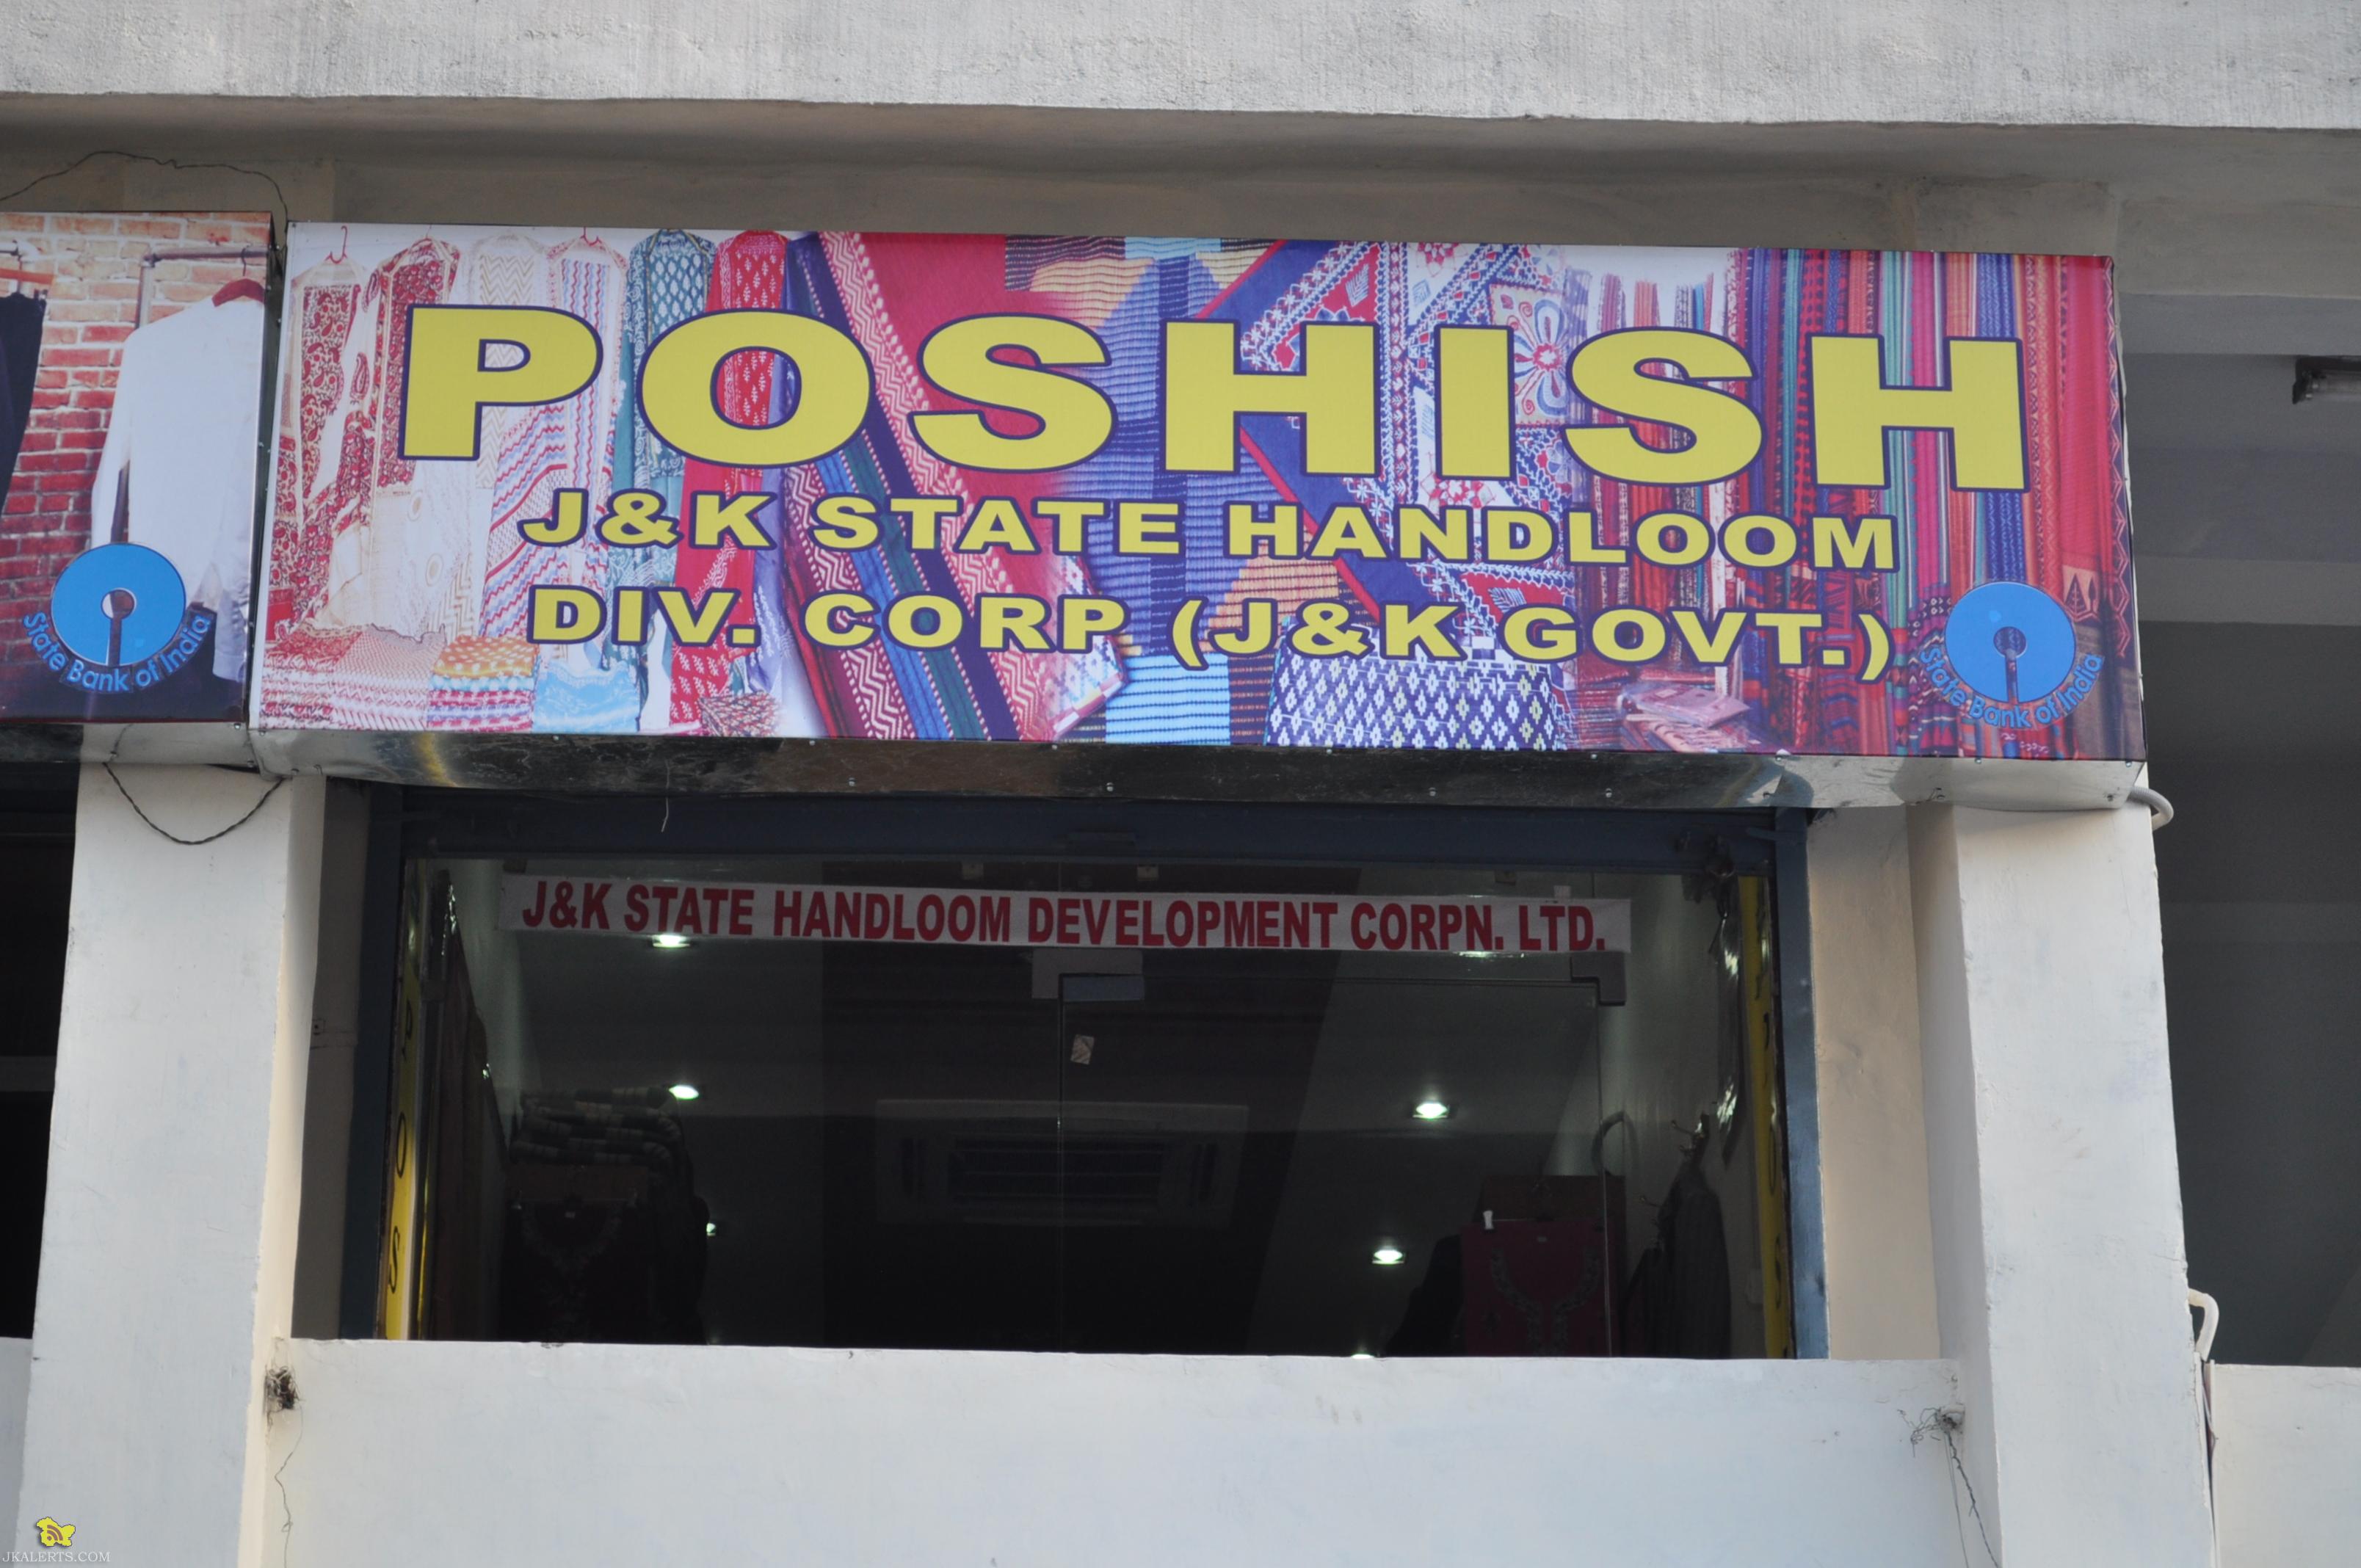 POSHISH
J&K STATE HANDLOOM
DIV. CORP (J&K GOVT.)
State Bank of India
State Bank of India
J&K STATE HANDLOOM DEVELOPMENT CORPN. LTD.
P
O
S
JKALERTS.COM